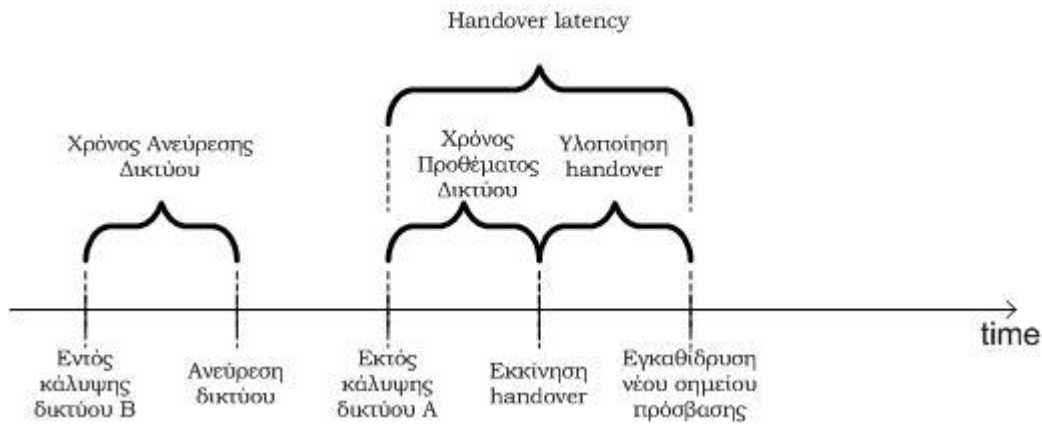 Handover latency
Χρόνος Ανεύρεσης
Δικτύου
Χρόνος
Προθέματος
Δικτύου
Υλοποίηση
handover
time
Εντός
κάλυψης
δικτύου Β
Ανεύρεση
δικτύου
Εκτός
κάλυψης
δικτύου Α
Εκκίνηση
handover
Εγκαθίδρυση
νέου σημείου
πρόσβασης